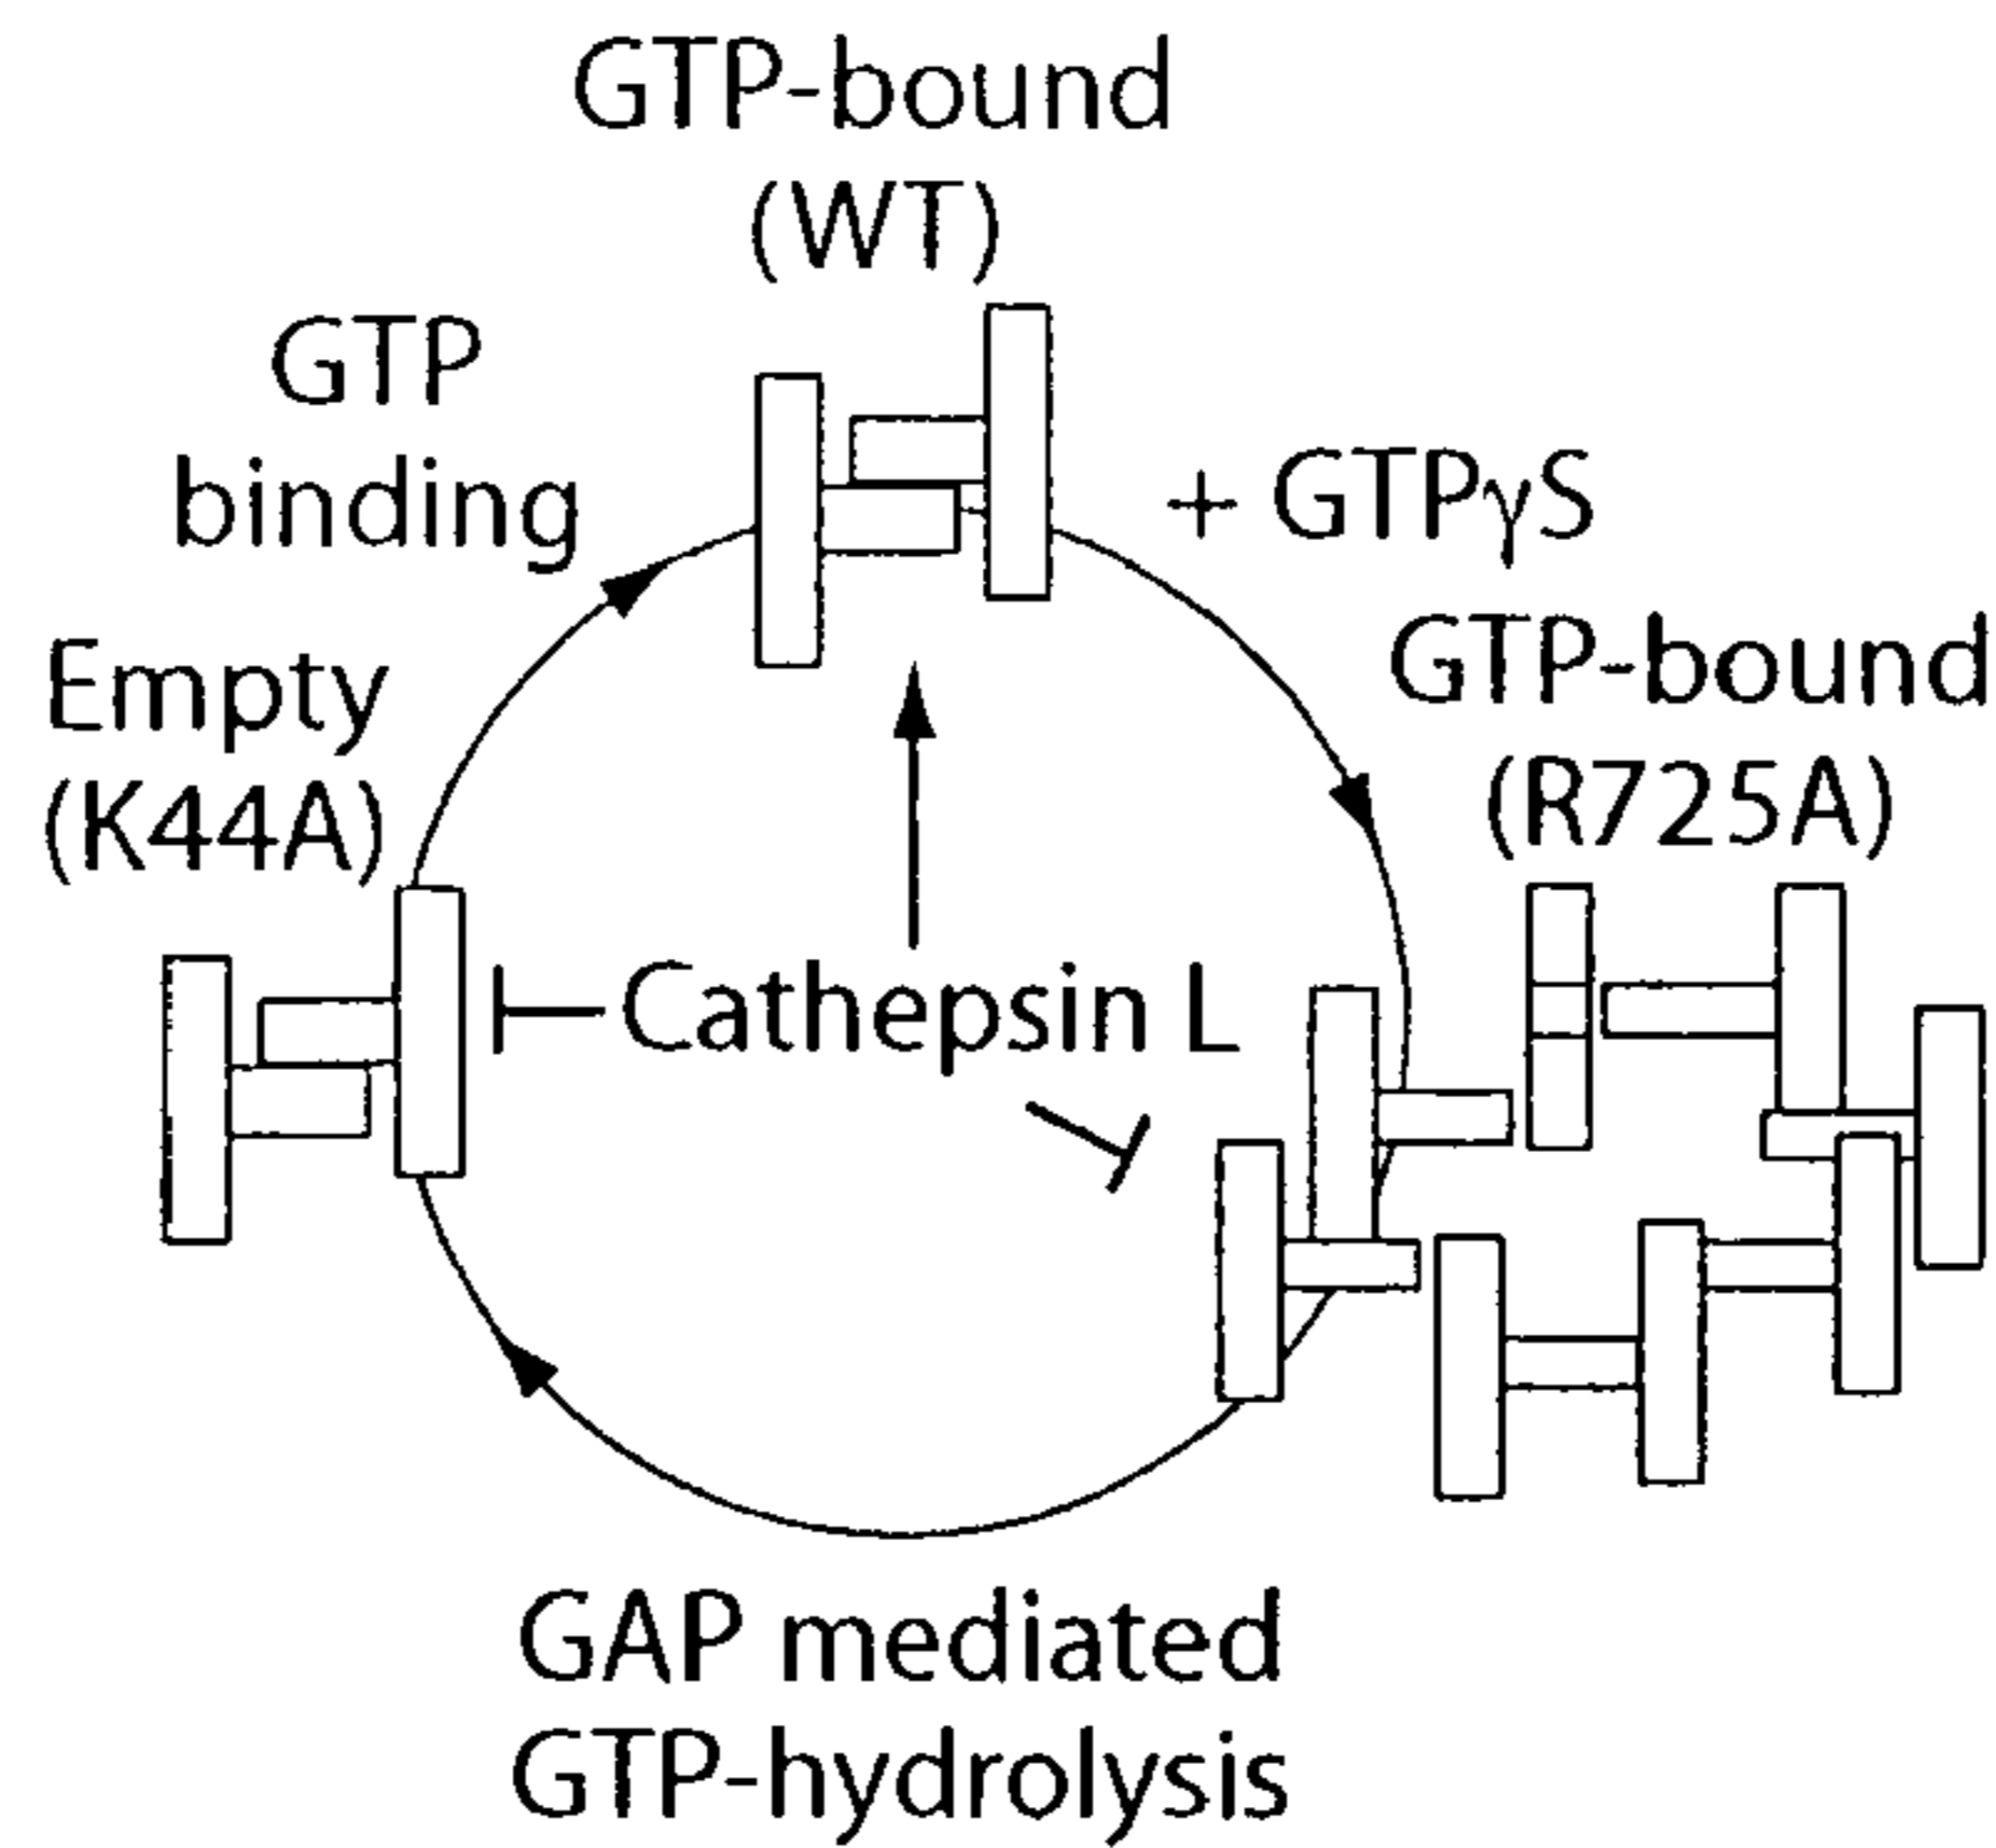 GTP-bound
(WT)
GTP
binding
+ GTPγS
Empty
(K44A)
GTP-bound
(R725A)
Cathepsin L
GAP mediated
GTP-hydrolysis